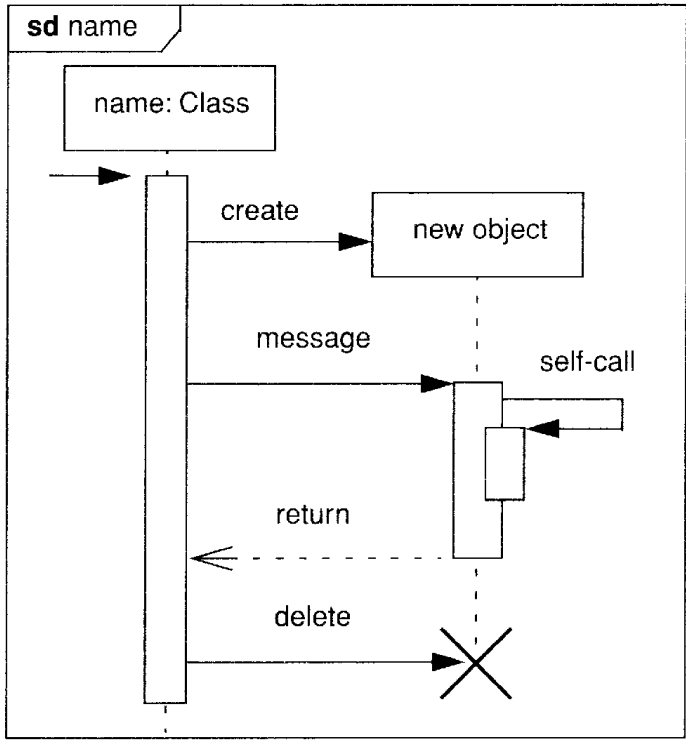 sd name
name: Class
create
new object
message
self-call
return
delete